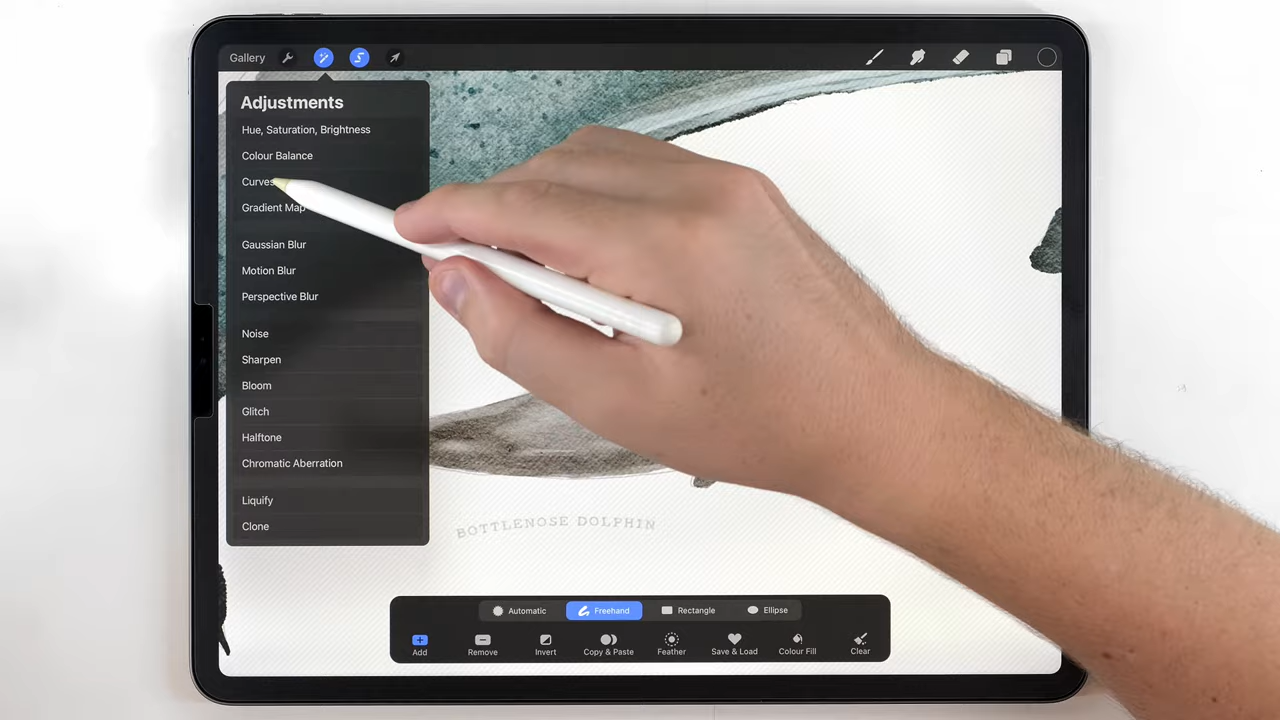 Gallery
Adjustments
Hue, Saturation, Brightness
Colour Balance
Curves
Gradient Map
Gaussian Blur
Motion Blur
Perspective Blur
Noise
Sharpen
Bloom
Glitch
Halftone
Chromatic Aberration
Liquify
Clone
BOTTLENOSE DOLPHIN
Automatic Freehand Rectangle Ellipse
Add Remove Invert Copy & Paste Feather Save & Load Colour Fill Clear